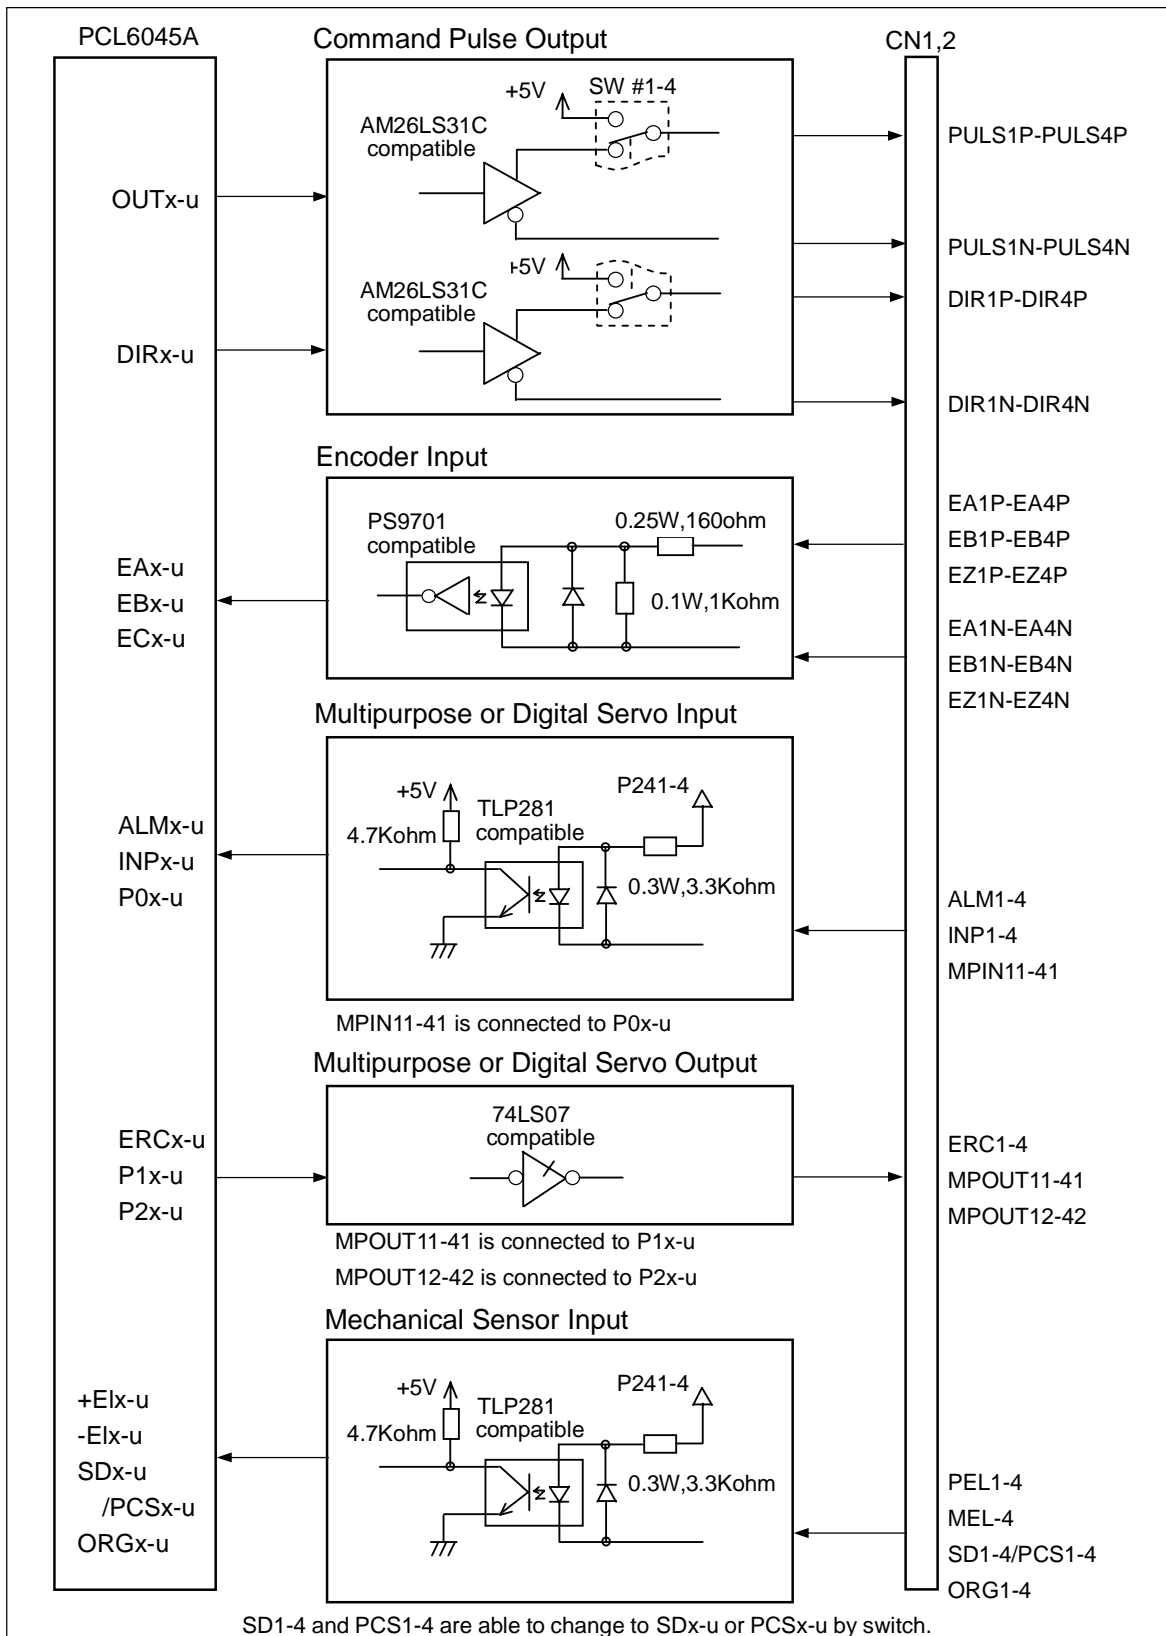 PCL6045A
CN1,2
Command Pulse Output
+5V
SW #1-4
AM26LS31C
compatible
OUTx-u
PULS1P-PULS4P
PULS1N-PULS4N
+5V
AM26LS31C
compatible
DIRx-u
DIR1P-DIR4P
DIR1N-DIR4N
Encoder Input
PS9701
compatible
0.25W,160ohm
0.1W,1Kohm
EAx-u
EBx-u
ECx-u
EA1P-EA4P
EB1P-EB4P
EZ1P-EZ4P
EA1N-EA4N
EB1N-EB4N
EZ1N-EZ4N
Multipurpose or Digital Servo Input
+5V
4.7Kohm
TLP281
compatible
P241-4
0.3W,3.3Kohm
ALMx-u
INPx-u
P0x-u
ALM1-4
INP1-4
MPIN11-41
MPIN11-41 is connected to P0x-u
Multipurpose or Digital Servo Output
74LS07
compatible
ERCx-u
P1x-u
P2x-u
ERC1-4
MPOUT11-41
MPOUT12-42
MPOUT11-41 is connected to P1x-u
MPOUT12-42 is connected to P2x-u
Mechanical Sensor Input
+5V
4.7Kohm
TLP281
compatible
P241-4
0.3W,3.3Kohm
+Elx-u
-Elx-u
SDx-u
/PCSx-u
ORGx-u
PEL1-4
MEL-4
SD1-4/PCS1-4
ORG1-4
SD1-4 and PCS1-4 are able to change to SDx-u or PCSx-u by switch.